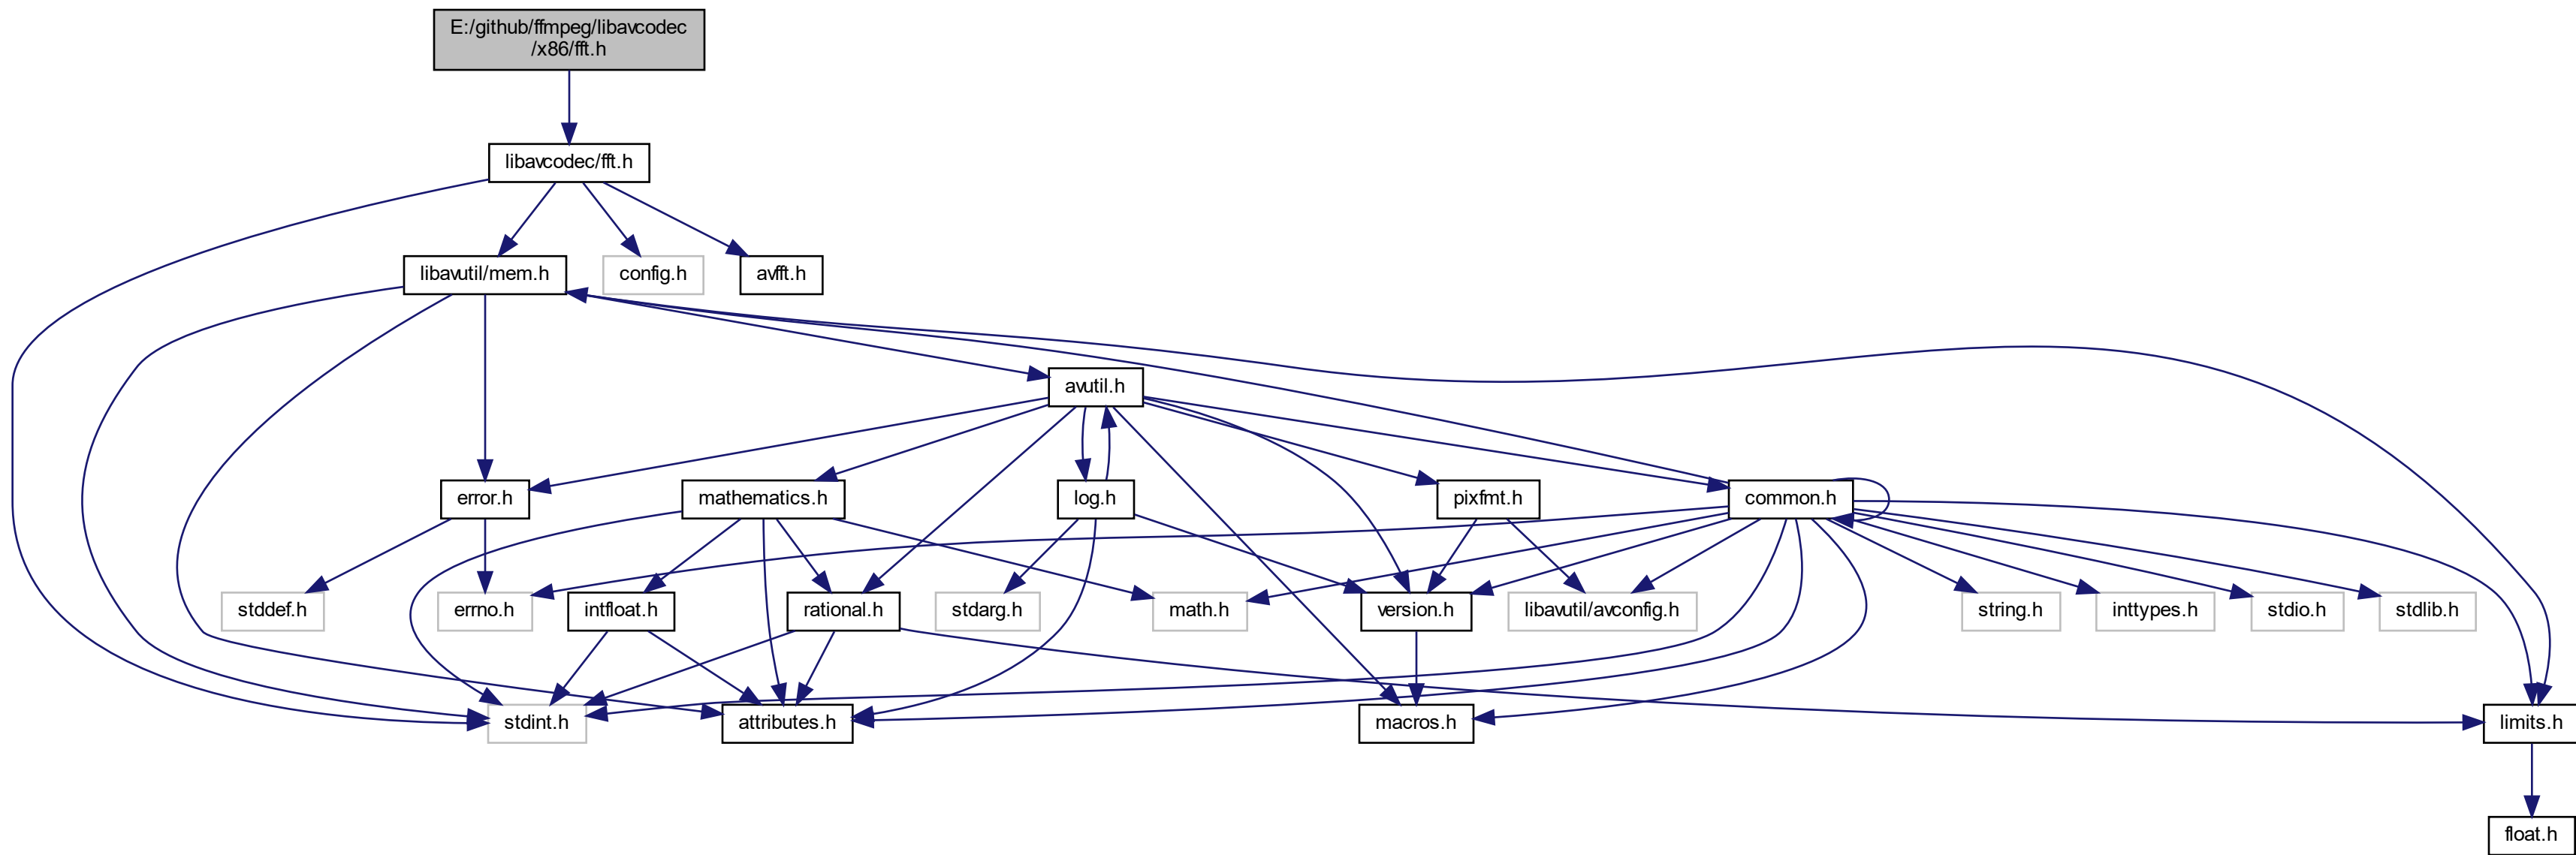 E:/github/ffmpeg/libavcodec
/x86/fft.h
libavcodec/fft.h
libavutil/mem.h
config.h
avfft.h
avutil.h
error.h
mathematics.h
log.h
pixfmt.h
common.h
stddef.h
errno.h
intfloat.h
rational.h
stdarg.h
math.h
version.h
libavutil/avconfig.h
string.h
inttypes.h
stdio.h
stdlib.h
stdint.h
attributes.h
macros.h
limits.h
float.h